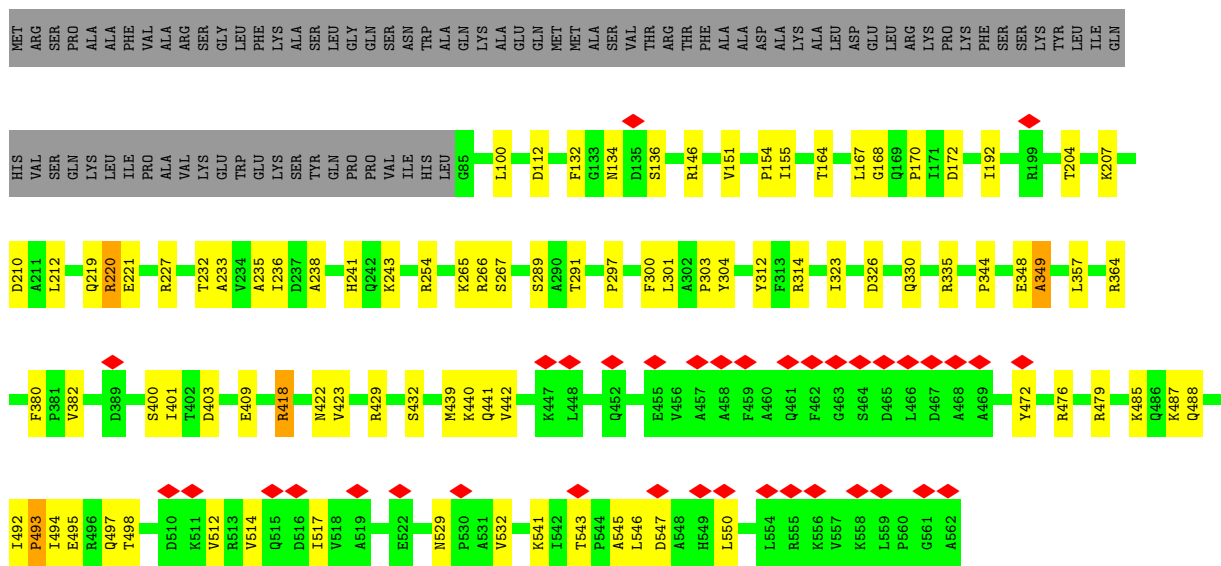 MET ARG SER PRO ALA ALA PHE VAL ALA ARG SER GLY LEU PHE LYS ALA SER LEU GLY GLN SER ASN TRP ALA GLN LYS ALA GLU GLN MET MET ALA SER VAL THR ARG THR PHE ALA ALA ASP ALA LYS ALA LEU ASP GLU LEU ARG LYS PRO LYS PHE SER SER LYS TYR LEU ILE GLN
HIS VAL SER GLN LYS LEU ILE PRO ALA VAL LYS GLU TRP GLU LYS SER TYR GLN PRO PRO VAL ILE HIS LEU G85 L100 D112 F132 G133 N134 D135 S136 R146 V151 P154 I155 T164 L167 G168 Q169 P170 I171 D172 I192 R199 T204 K207
D210 A211 L212 Q219 R220 E221 R227 T232 A233 V234 A235 I236 D237 A238 H241 Q242 K243 R254 K265 R266 S267 S289 A290 T291 P297 F300 L301 A302 P303 Y304 Y312 F313 R314 I323 D326 Q330 R335 P344 E348 A349 L357 R364
F380 P381 V382 D389 S400 I401 T402 D403 E409 R418 N422 V423 R429 S432 M439 K440 Q441 V442 K447 L448 Q452 E455 V456 A457 A458 F459 A460 Q461 F462 G463 S464 D465 L466 D467 A468 A469 Y472 R476 R479 K485 Q486 K487 Q488
I492 P493 I494 E495 R496 Q497 T498 D510 K511 V512 R513 V514 Q515 D516 I517 V518 A519 E522 N529 P530 A531 V532 K541 I542 T543 P544 A545 L546 D547 A548 H549 L550 L554 R555 K556 V557 K558 L559 P560 G561 A562